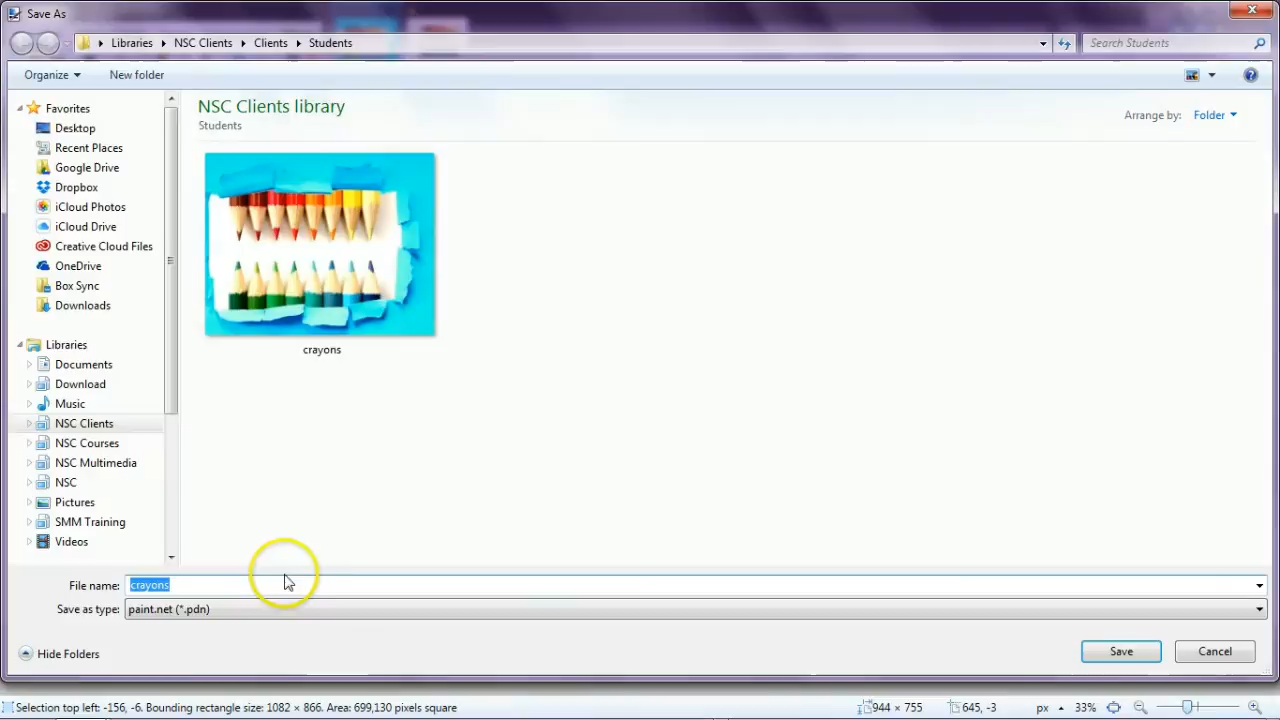 Save As
Libraries NSC Clients Clients Students
Search Students
Organize
New folder
Favorites
Desktop
Recent Places
Google Drive
Dropbox
iCloud Photos
iCloud Drive
Creative Cloud Files
OneDrive
Box Sync
Downloads
Libraries
Documents
Download
Music
NSC Clients
NSC Courses
NSC Multimedia
NSC
Pictures
SMM Training
Videos
NSC Clients library
Students
Arrange by: Folder
crayons
File name: crayons
Save as type: paint.net (*.pdn)
Hide Folders
Save
Cancel
Selection top left: -156, -6. Bounding rectangle size: 1082 × 866. Area: 699,130 pixels square
944 × 755
645, -3
px
33%